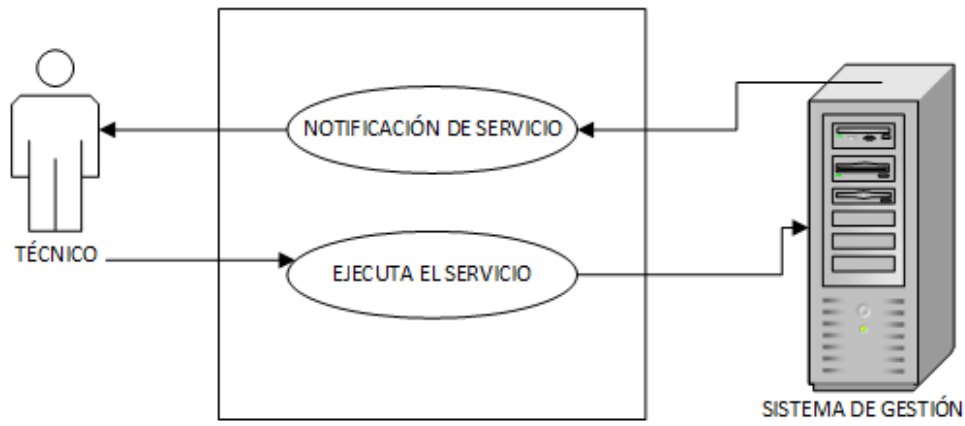 NOTIFICACIÓN DE SERVICIO
TÉCNICO
EJECUTA EL SERVICIO
SISTEMA DE GESTIÓN